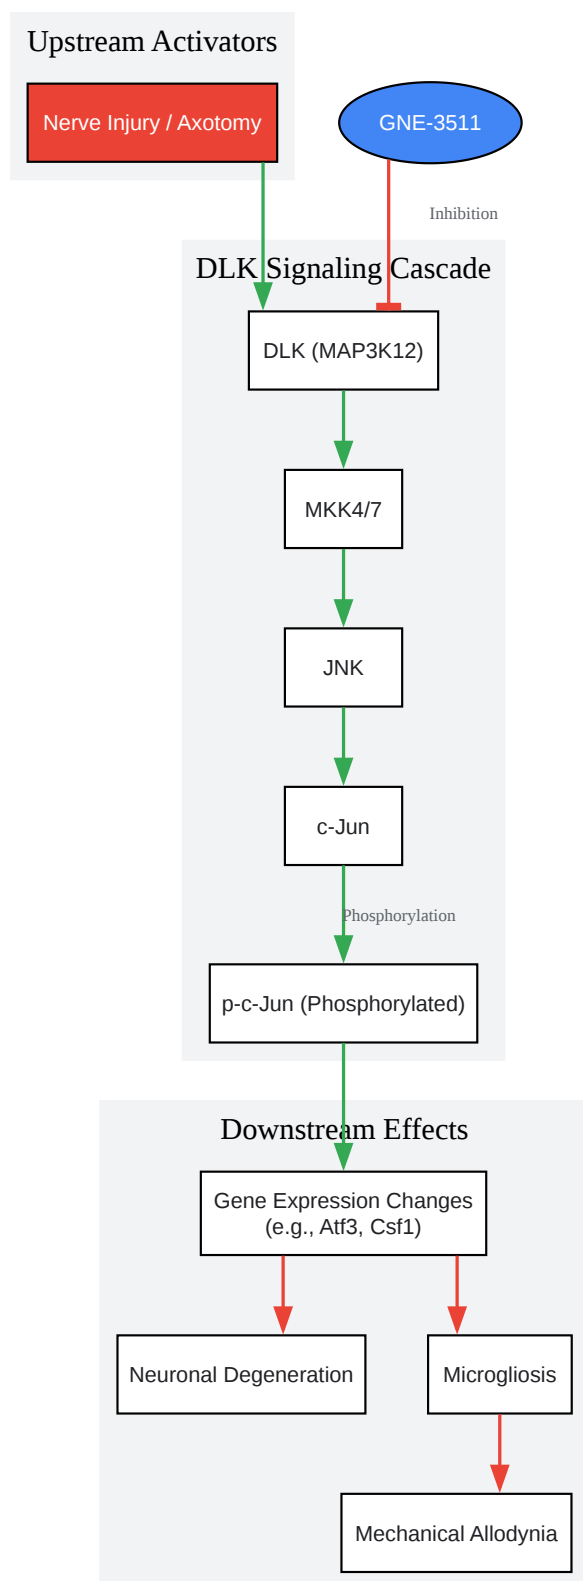 Upstream Activators
Nerve Injury / Axotomy
GNE-3511
Inhibition
DLK Signaling Cascade
DLK (MAP3K12)
MKK4/7
JNK
c-Jun
Phosphorylation
p-c-Jun (Phosphorylated)
Downstream Effects
Gene Expression Changes
(e.g., Atf3, Csf1)
Neuronal Degeneration
Microgliosis
Mechanical Allodynia